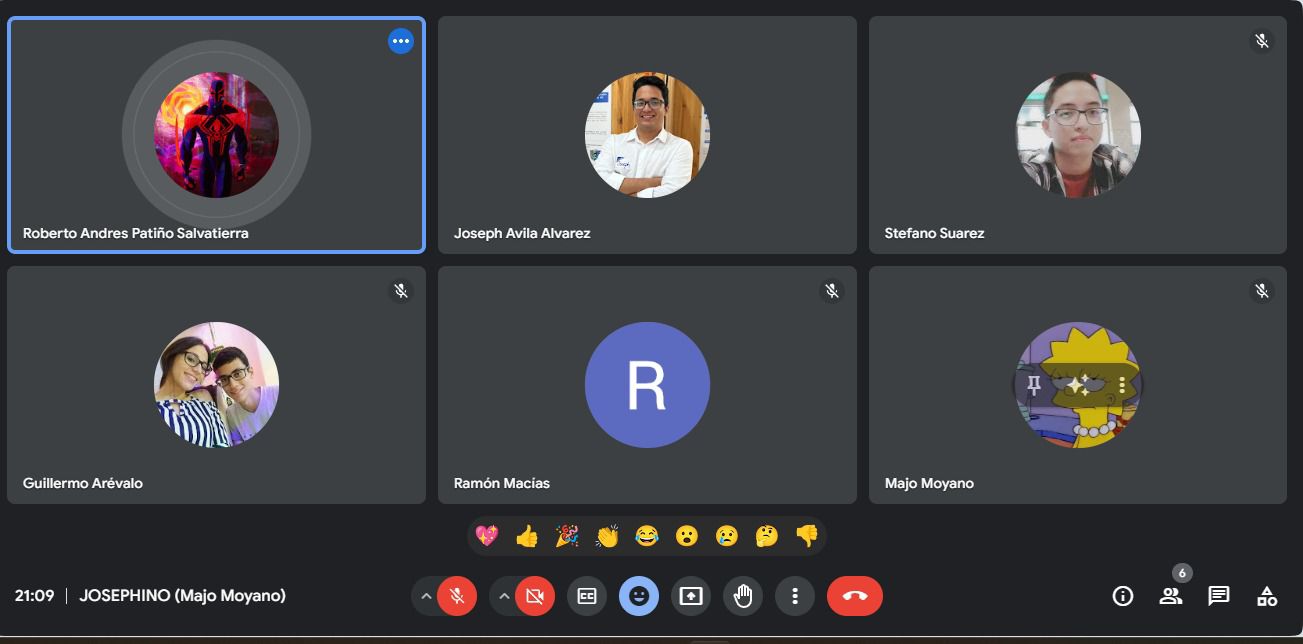 Roberto Andres Patiño Salvatierra
Joseph Avila Alvarez
Stefano Suarez
Guillermo Arévalo
R
Ramón Macías
Majo Moyano
6
21:09 | JOSEPHINO (Majo Moyano)
CC